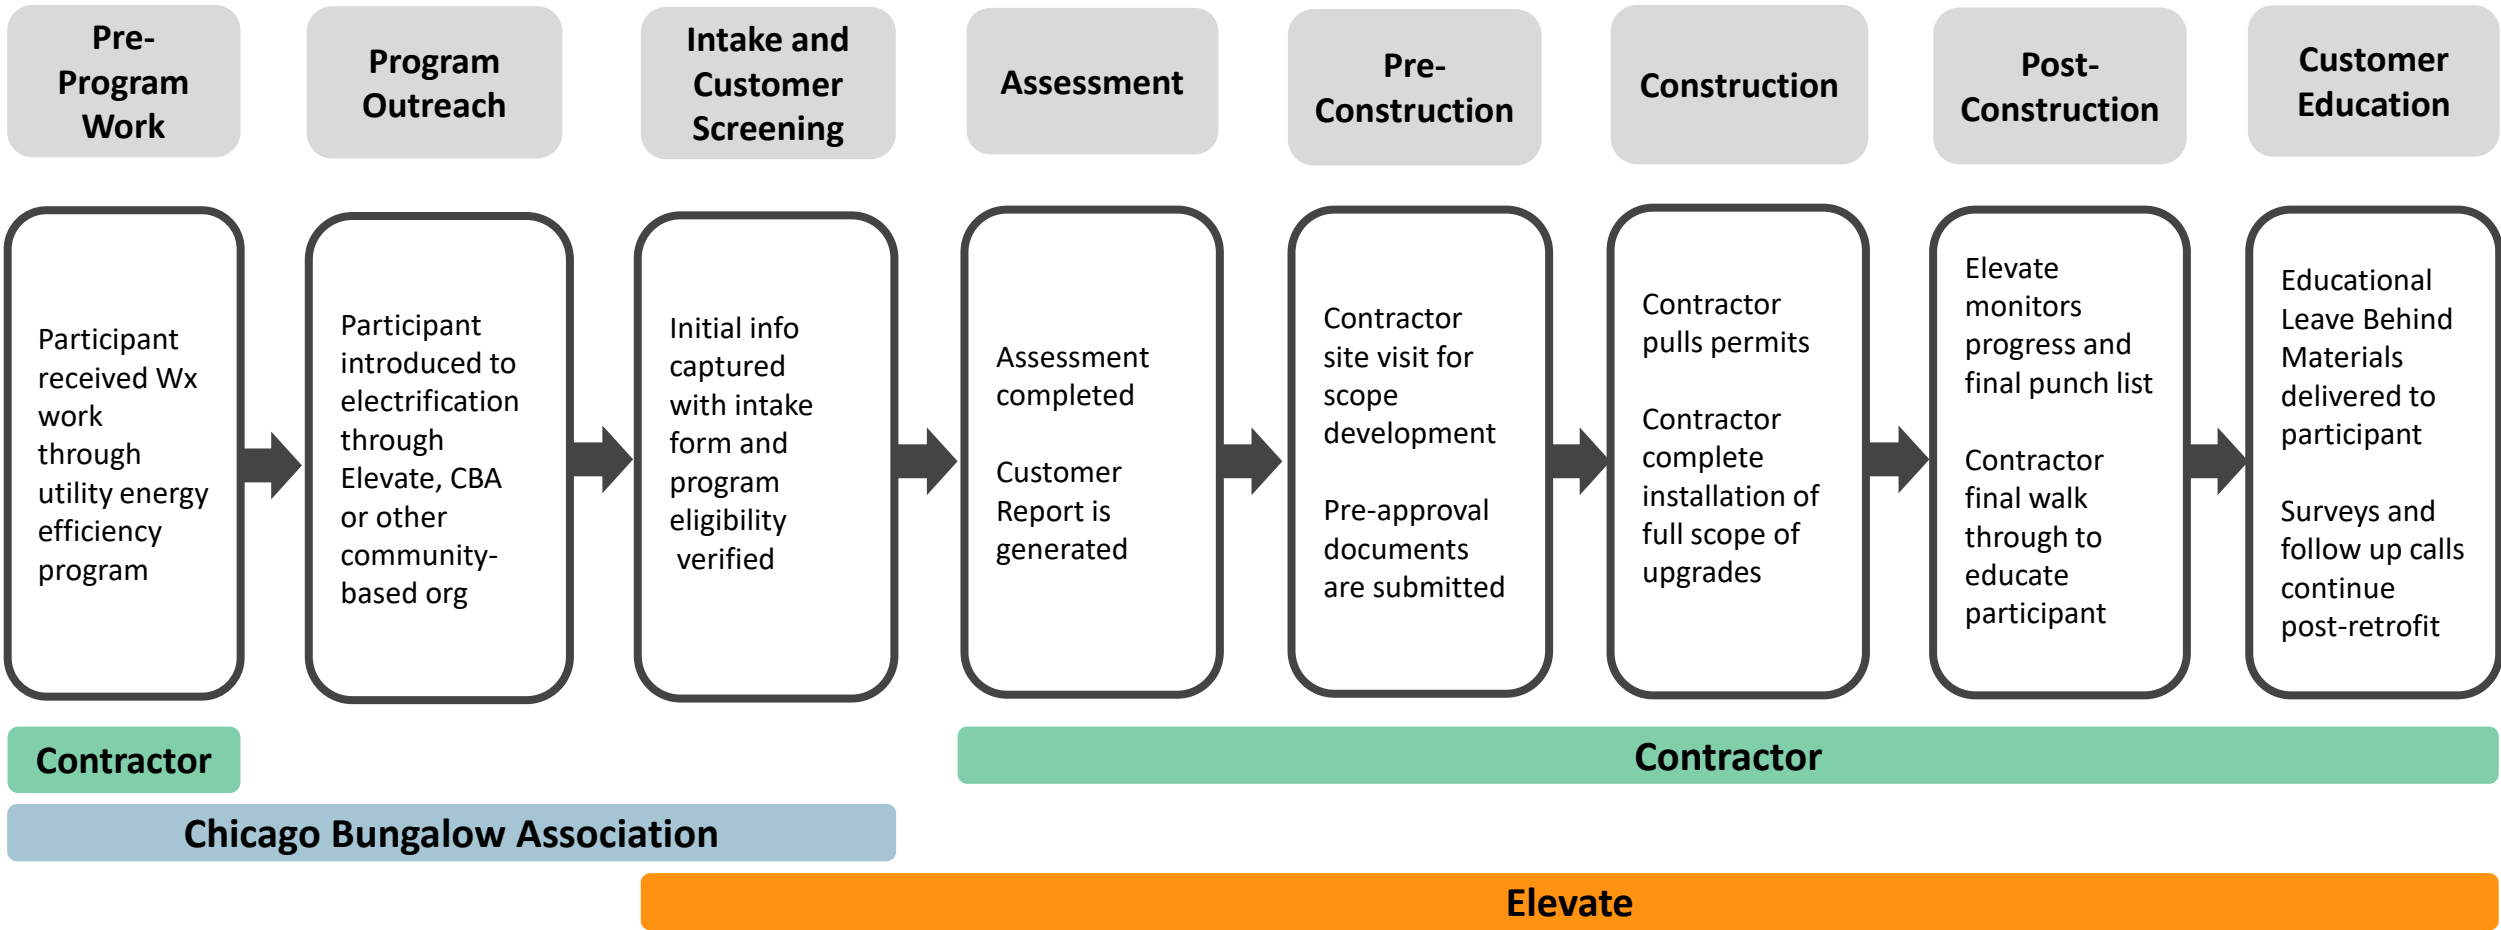 Pre-
Program
Work
Program
Outreach
Intake and
Customer
Screening
Assessment
Pre-
Construction
Construction
Post-
Construction
Customer
Education
Participant
received Wx
work
through
utility energy
efficiency
program
Participant
introduced to
electrification
through
Elevate, CBA
or other
community-
based org
Initial info
captured
with intake
form and
program
eligibility
verified
Assessment
completed
Customer
Report is
generated
Contractor
site visit for
scope
development
Pre-approval
documents
are submitted
Contractor
pulls permits
Contractor
complete
installation of
full scope of
upgrades
Elevate
monitors
progress and
final punch list
Contractor
final walk
through to
educate
participant
Educational
Leave Behind
Materials
delivered to
participant
Surveys and
follow up calls
continue
post-retrofit
Contractor
Contractor
Chicago Bungalow Association
Elevate